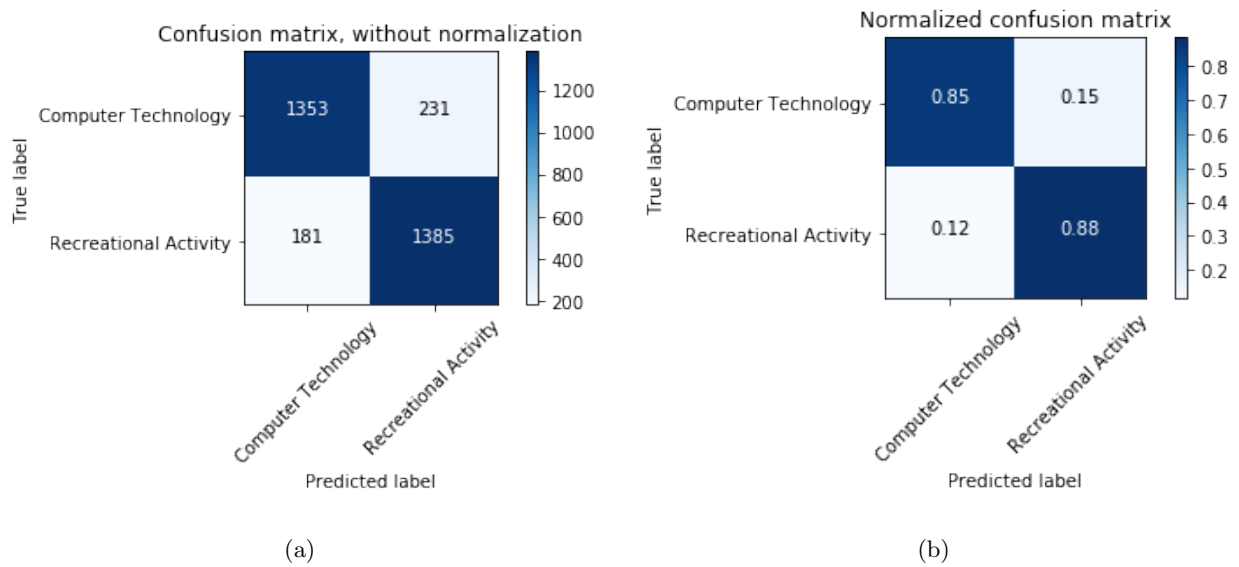 Confusion matrix, without normalization
True label
Computer Technology
Recreational Activity
1353 231
181 1385
1200
1000
800
600
400
200
Computer Technology
Recreational Activity
Predicted label
(a)
Normalized confusion matrix
True label
Computer Technology
Recreational Activity
0.85 0.15
0.12 0.88
0.8
0.7
0.6
0.5
0.4
0.3
0.2
Computer Technology
Recreational Activity
Predicted label
(b)